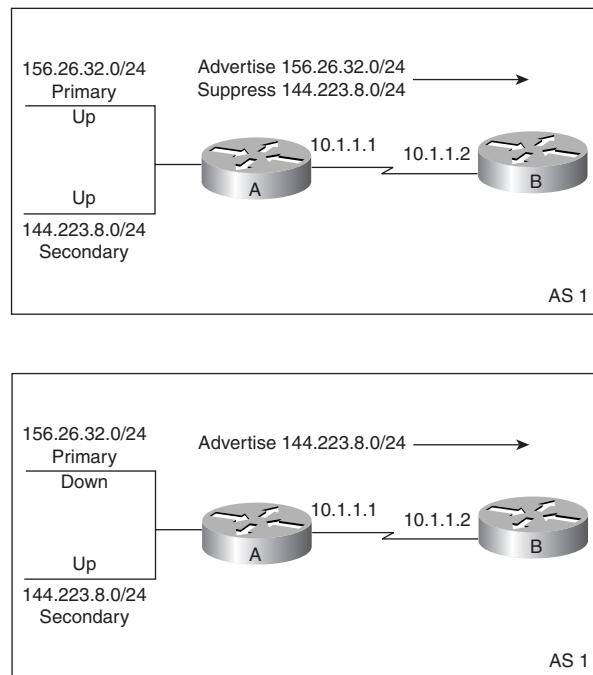 156.26.32.0/24
Primary
Up
Advertise 156.26.32.0/24
Suppress 144.223.8.0/24
10.1.1.1
10.1.1.2
A
B
Up
144.223.8.0/24
Secondary
AS 1
156.26.32.0/24
Primary
Down
Advertise 144.223.8.0/24
10.1.1.1
10.1.1.2
A
B
Up
144.223.8.0/24
Secondary
AS 1